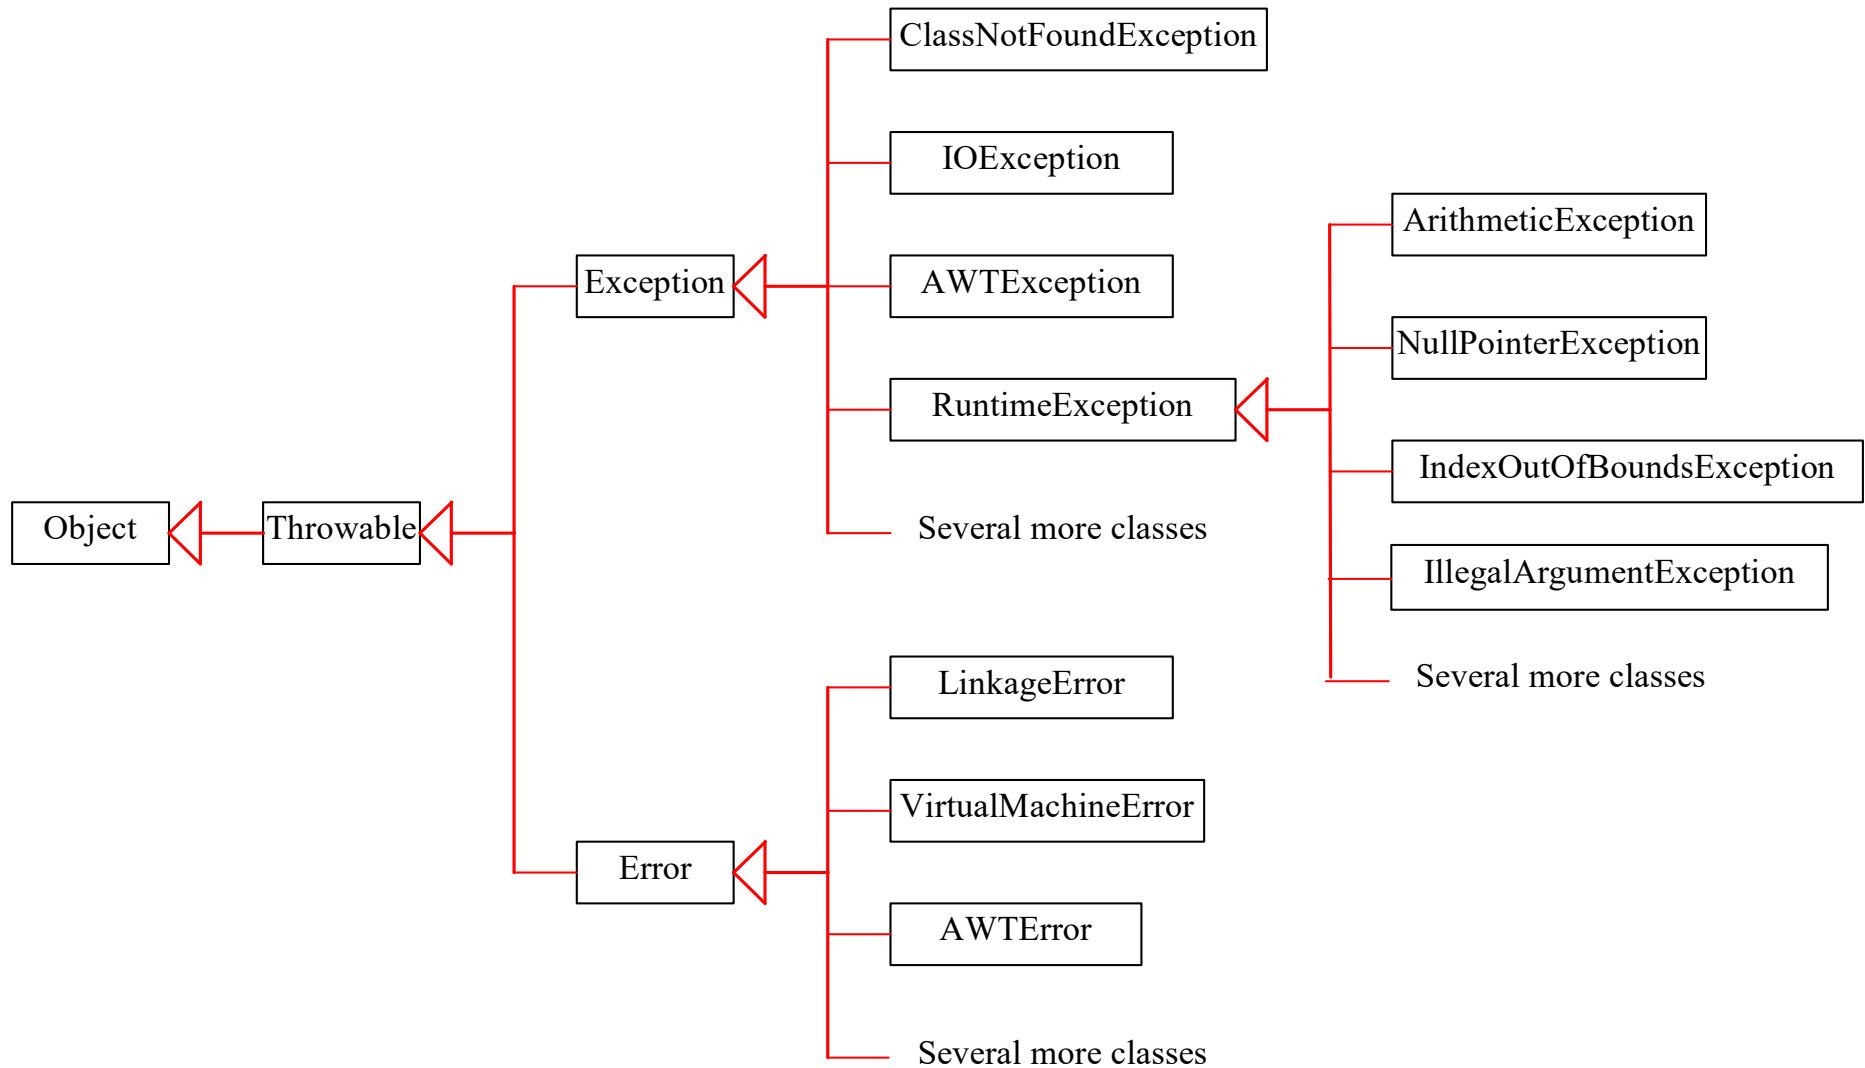 ClassNotFoundException
IOException
ArithmeticException
Exception
AWTException
NullPointerException
RuntimeException
IndexOutOfBoundsException
Object
Throwable
Several more classes
IllegalArgumentException
LinkageError
Several more classes
VirtualMachineError
Error
AWTError
Several more classes